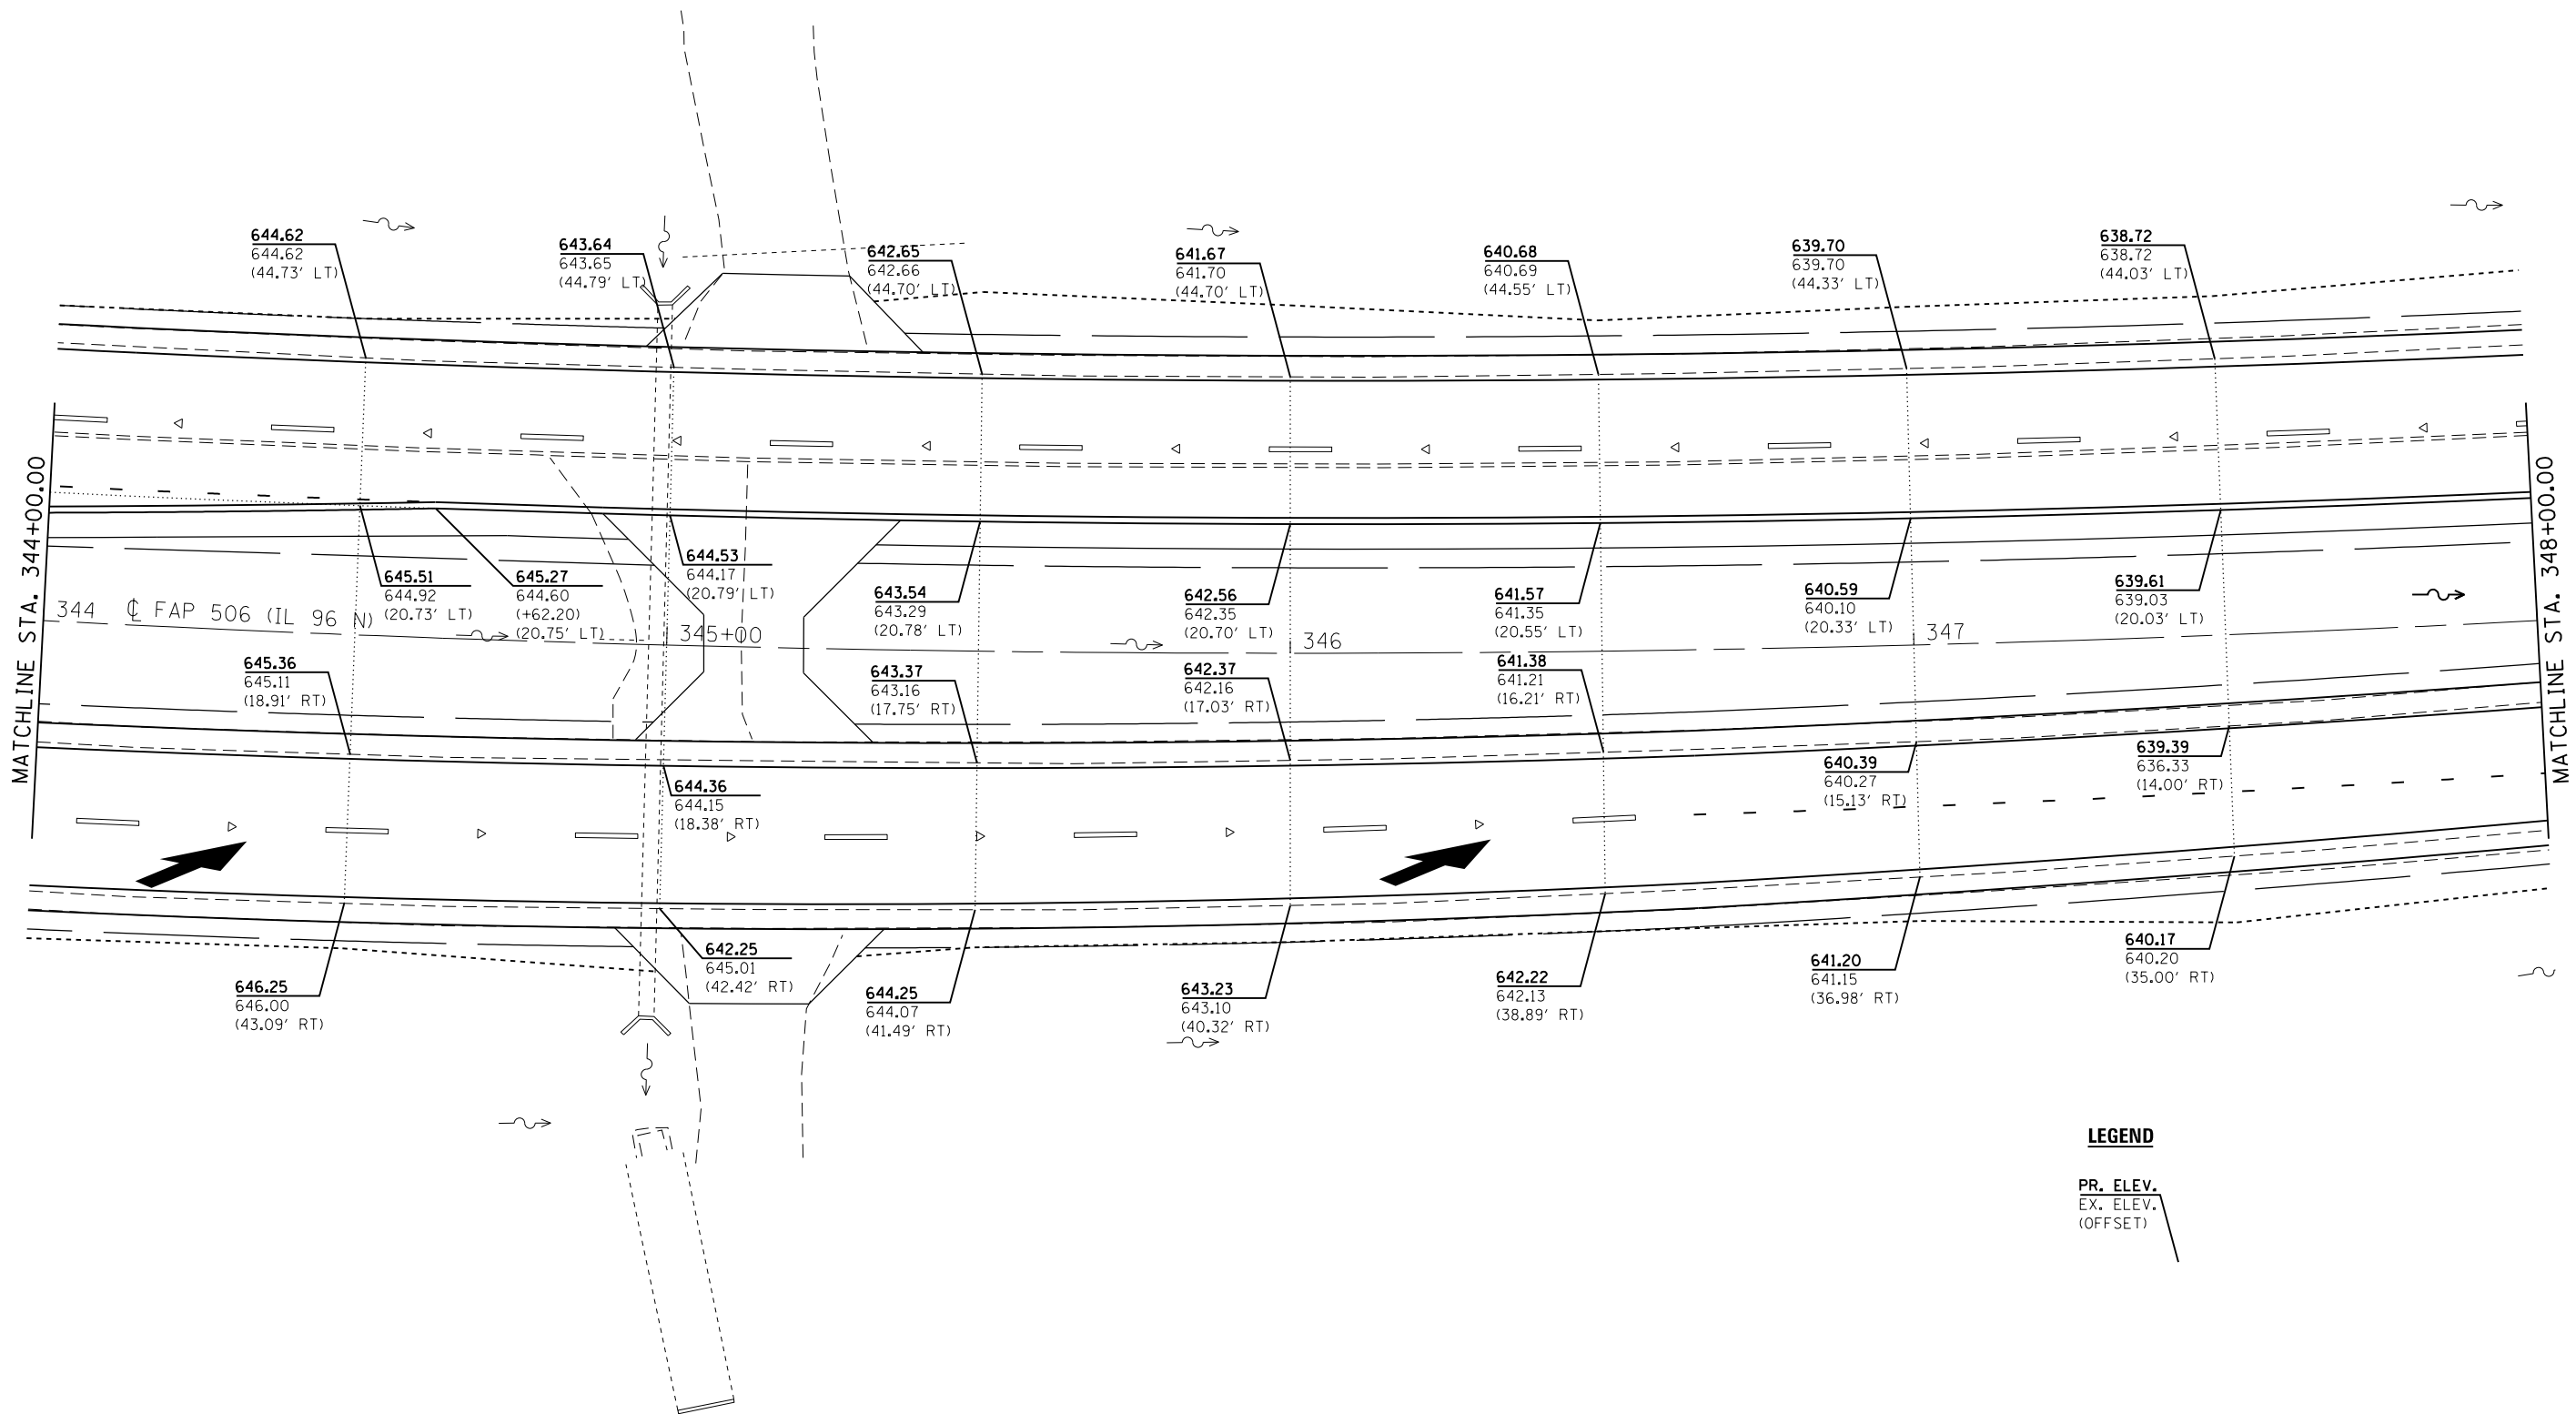 644.62
644.62
(44.73' LT)
643.64
643.65
(44.79' LT)
642.65
642.66
(44.70' LT)
641.67
641.70
(44.70' LT)
640.68
640.69
(44.55' LT)
639.70
639.70
(44.33' LT)
638.72
638.72
(44.03' LT)
MATCHLINE STA. 344+00.00
MATCHLINE STA. 348+00.00
645.51
644.92
(20.73' LT)
645.27
644.60
(+62.20)
(20.75' LT)
644.53
644.17
(20.79' LT)
643.54
643.29
(20.78' LT)
642.56
642.35
(20.70' LT)
641.57
641.35
(20.55' LT)
640.59
640.10
(20.33' LT)
639.61
639.03
(20.03' LT)
344 ℄ FAP 506 (IL 96 N)
345+00
346
347
645.36
645.11
(18.91' RT)
644.36
644.15
(18.38' RT)
643.37
643.16
(17.75' RT)
642.37
642.16
(17.03' RT)
641.38
641.21
(16.21' RT)
640.39
640.27
(15.13' RT)
639.39
636.33
(14.00' RT)
646.25
646.00
(43.09' RT)
642.25
645.01
(42.42' RT)
644.25
644.07
(41.49' RT)
643.23
643.10
(40.32' RT)
642.22
642.13
(38.89' RT)
641.20
641.15
(36.98' RT)
640.17
640.20
(35.00' RT)
LEGEND
PR. ELEV.
EX. ELEV.
(OFFSET)